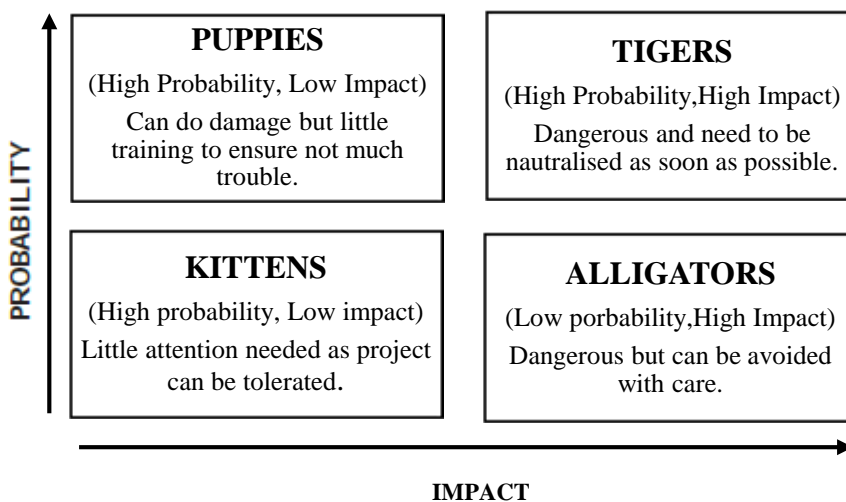 PUPPIES
(High Probability, Low Impact)
Can do damage but little
training to ensure not much
trouble.
TIGERS
(High Probability,High Impact)
Dangerous and need to be
nautralised as soon as possible.
PROBABILITY
KITTENS
(High probability, Low impact)
Little attention needed as project
can be tolerated.
ALLIGATORS
(Low porbability,High Impact)
Dangerous but can be avoided
with care.
IMPACT